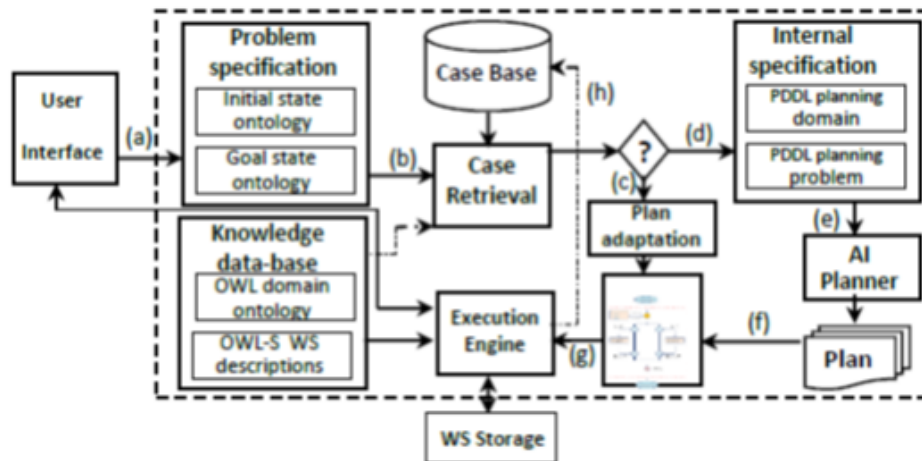 User
Interface
(a)
Problem
specification
Initial state
ontology
Goal state
ontology
(b)
Case Base
(h)
Case
Retrieval
?
(c)
(d)
Internal
specification
PDDL planning
domain
PDDL planning
problem
(e)
Plan
adaptation
AI
Planner
Knowledge
data-base
OWL domain
ontology
OWL-S WS
descriptions
Execution
Engine
(g)
(f)
Plan
WS Storage